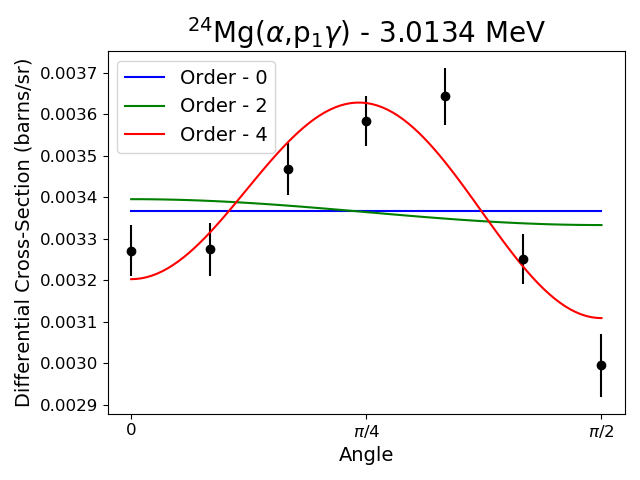 ²⁴Mg(α,p₁γ) - 3.0134 MeV
Order - 0
Order - 2
Order - 4
Differential Cross-Section (barns/sr)
0.0037
0.0036
0.0035
0.0034
0.0033
0.0032
0.0031
0.0030
0.0029
0 π/4 π/2
Angle